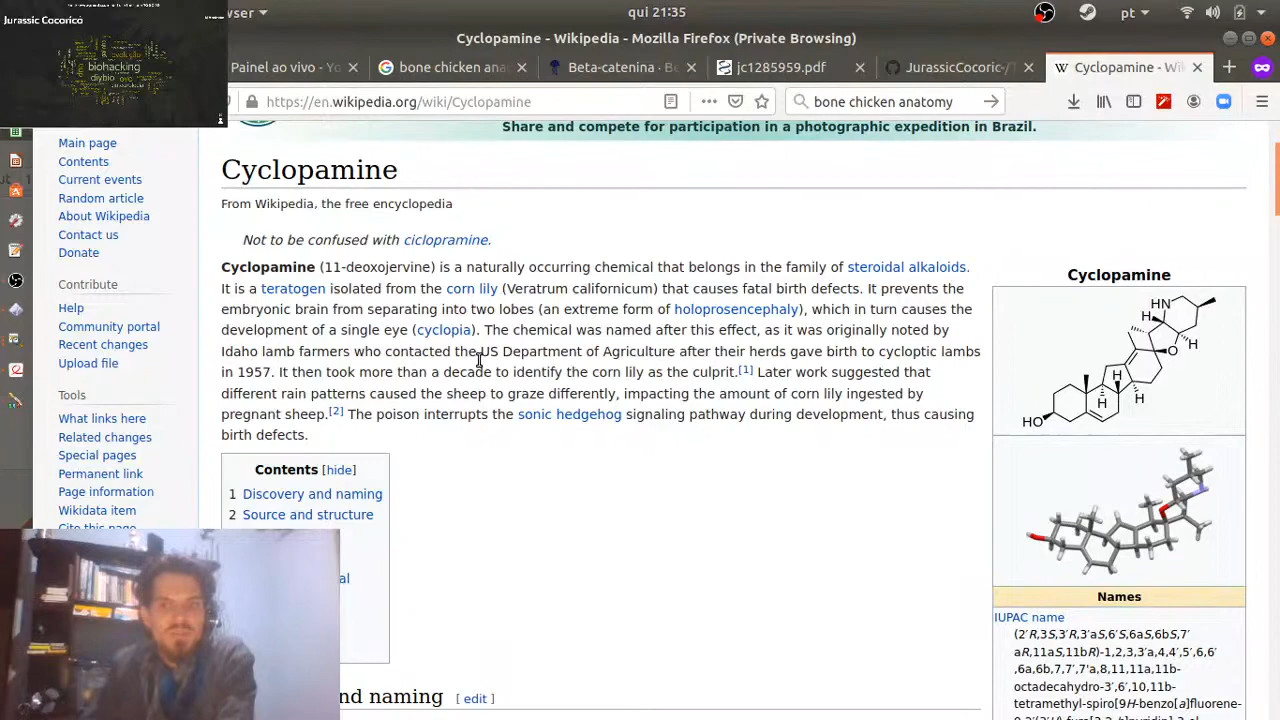 wser
qui 21:35
pt
Cyclopamine - Wikipedia - Mozilla Firefox (Private Browsing)
Jurassic Cocoricó
biohacking
diybio
Painel ao vivo - Yo
bone chicken ana
Beta-catenina - Bu
jc1285959.pdf
JurassicCocoric-/T
Cyclopamine - Wi
https://en.wikipedia.org/wiki/Cyclopamine
bone chicken anatomy
Share and compete for participation in a photographic expedition in Brazil.
Main page
Contents
Current events
Random article
About Wikipedia
Contact us
Donate
Contribute
Help
Community portal
Recent changes
Upload file
Tools
What links here
Related changes
Special pages
Permanent link
Page information
Wikidata item
Cite this page
Cyclopamine
From Wikipedia, the free encyclopedia
Not to be confused with ciclopramine.
Cyclopamine (11-deoxojervine) is a naturally occurring chemical that belongs in the family of steroidal alkaloids.
It is a teratogen isolated from the corn lily (Veratrum californicum) that causes fatal birth defects. It prevents the
embryonic brain from separating into two lobes (an extreme form of holoprosencephaly), which in turn causes the
development of a single eye (cyclopia). The chemical was named after this effect, as it was originally noted by
Idaho lamb farmers who contacted the US Department of Agriculture after their herds gave birth to cycloptic lambs
in 1957. It then took more than a decade to identify the corn lily as the culprit.[1] Later work suggested that
different rain patterns caused the sheep to graze differently, impacting the amount of corn lily ingested by
pregnant sheep.[2] The poison interrupts the sonic hedgehog signaling pathway during development, thus causing
birth defects.
Contents [hide]
1 Discovery and naming
2 Source and structure
al
nd naming [ edit ]
Cyclopamine
HN
H
H
O
H
H
H
HO
Names
IUPAC name
(2′R,3S,3′R,3′aS,6′S,6aS,6bS,7′
aR,11aS,11bR)-1,2,3,3′a,4,4′,5′,6,6′
,6a,6b,7,7′,7′a,8,11,11a,11b-
octadecahydro-3′,6′,10,11b-
tetramethyl-spiro[9H-benzo[a]fluorene-